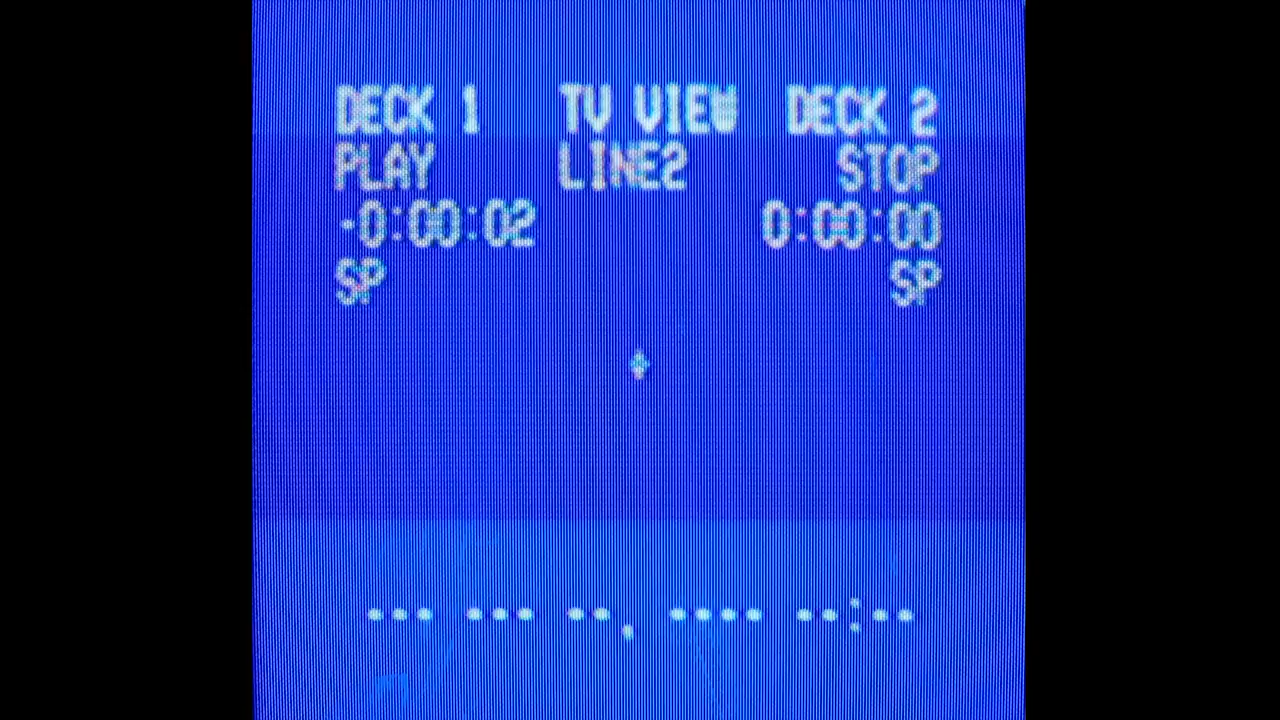 DECK 1 TV VIEW DECK 2
PLAY LINE2 STOP
-0:00:02 0:00:00
SP SP
--- --- --, ---- --:--